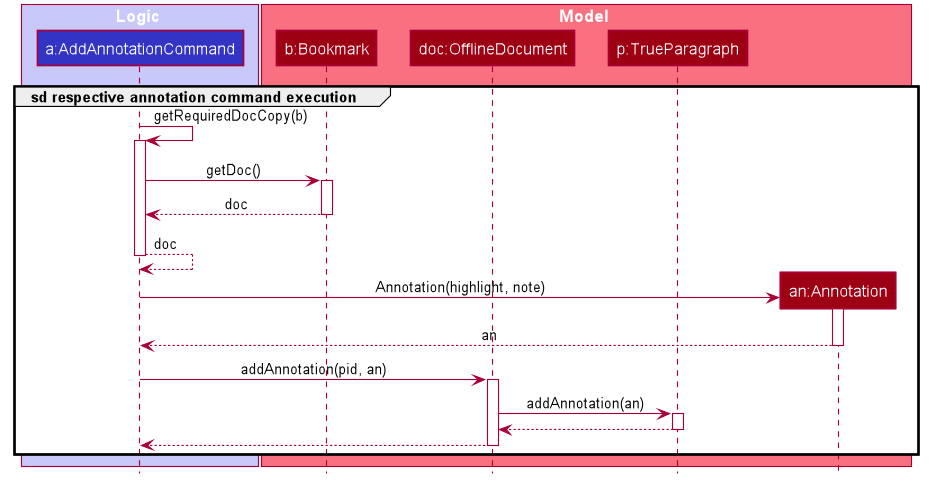 Logic
Model
a:AddAnnotationCommand
b:Bookmark
doc:OfflineDocument
p:TrueParagraph
sd respective annotation command execution
getRequiredDocCopy(b)
getDoc()
doc
doc
Annotation(highlight, note)
an:Annotation
an
addAnnotation(pid, an)
addAnnotation(an)